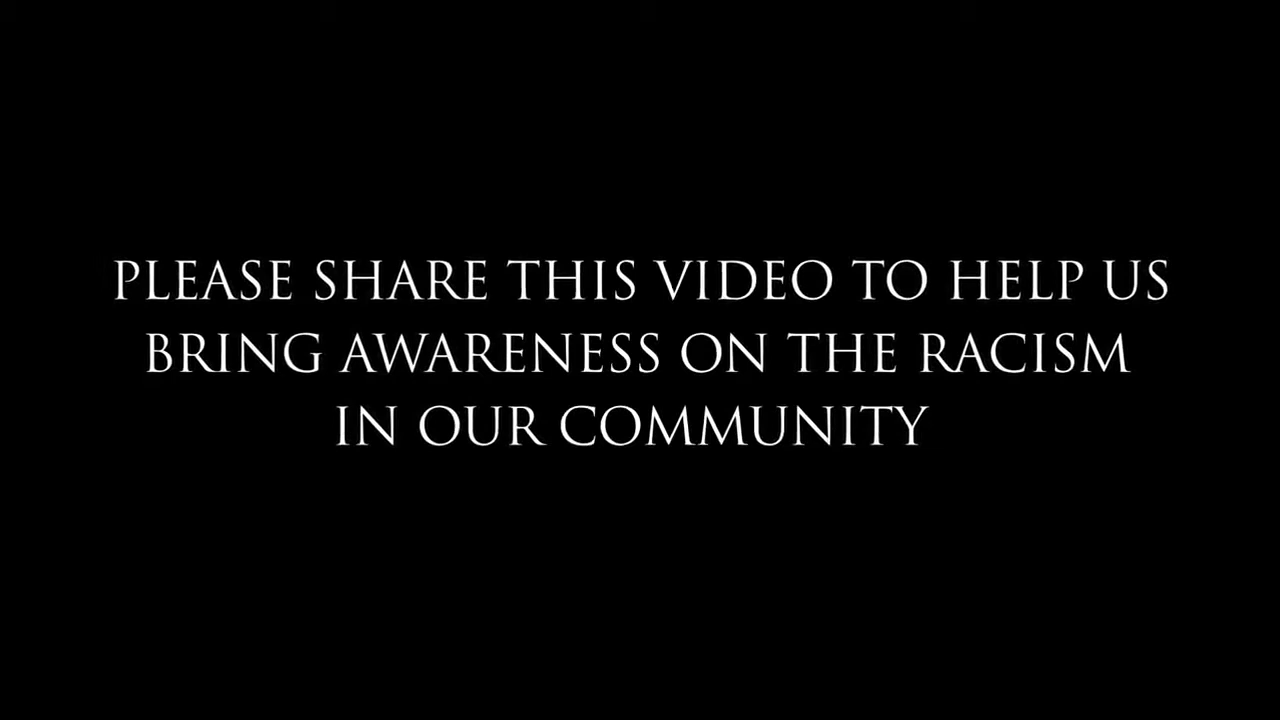 PLEASE SHARE THIS VIDEO TO HELP US
BRING AWARENESS ON THE RACISM
IN OUR COMMUNITY